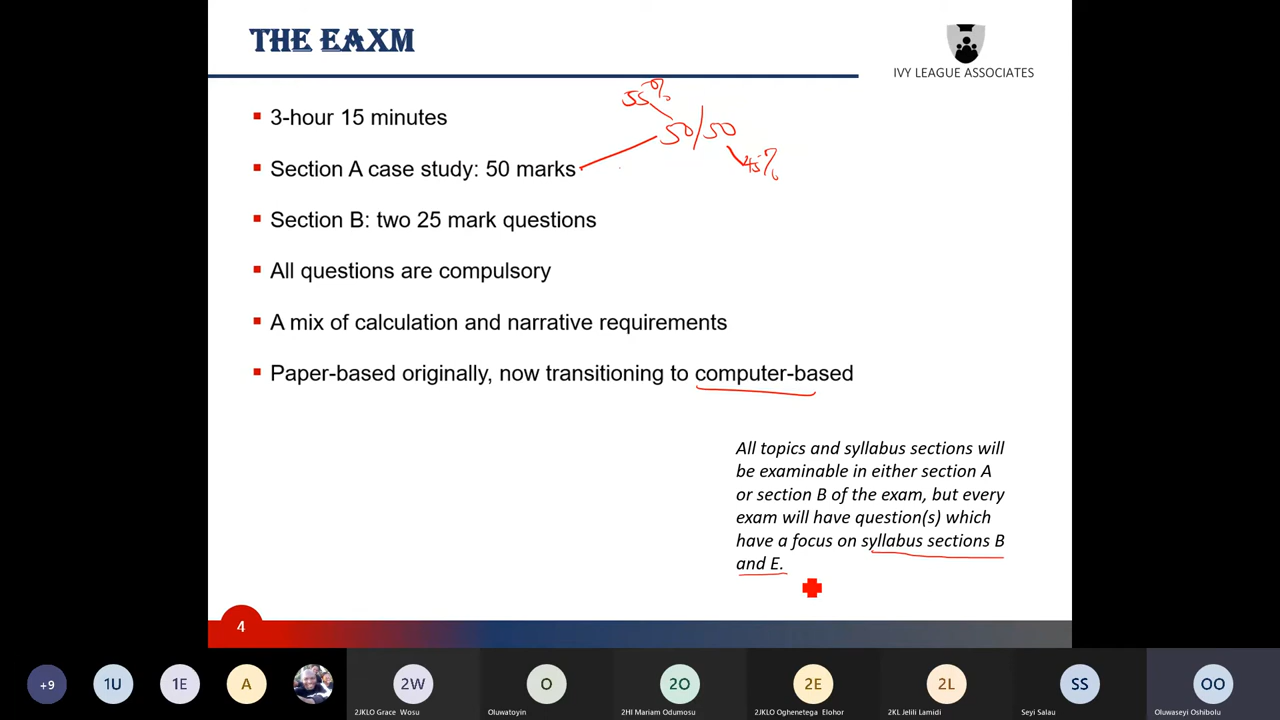 THE EAXM
IVY LEAGUE ASSOCIATES
3-hour 15 minutes
55%
50/50
45%
Section A case study: 50 marks
Section B: two 25 mark questions
All questions are compulsory
A mix of calculation and narrative requirements
Paper-based originally, now transitioning to computer-based
All topics and syllabus sections will
be examinable in either section A
or section B of the exam, but every
exam will have question(s) which
have a focus on syllabus sections B
and E.
4
+9
1U
1E
A
2W
O
2O
2E
2L
SS
OO
2JKLO Grace Wosu
Oluwatoyin
2HI Mariam Odumosu
2JKLO Oghenetega Elohor
2KL Jelili Lamidi
Seyi Salau
Oluwaseyi Oshibolu